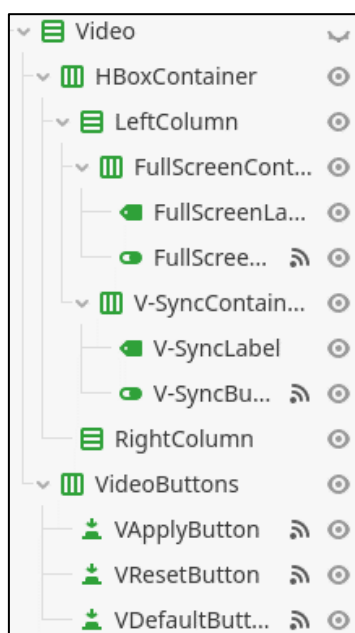 Video
HBoxContainer
LeftColumn
FullScreenCont...
FullScreenLa...
FullScree...
V-SyncContain...
V-SyncLabel
V-SyncBu...
RightColumn
VideoButtons
VApplyButton
VResetButton
VDefaultButt...